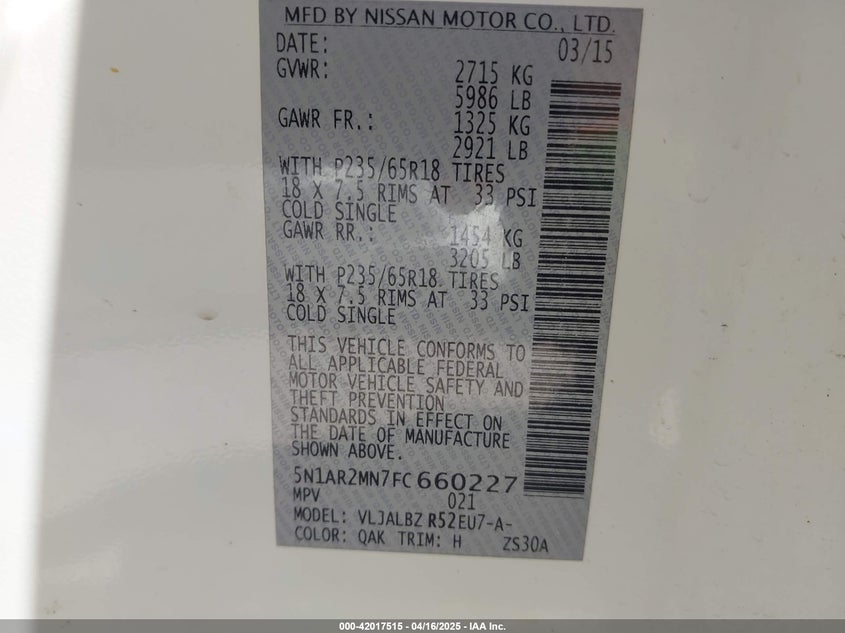 MFD BY NISSAN MOTOR CO., LTD.
DATE: 03/15
GVWR: 2715 KG
5986 LB
GAWR FR.: 1325 KG
2921 LB
WITH P235/65R18 TIRES
18 X 7.5 RIMS AT 33 PSI
COLD SINGLE
GAWR RR.: 1454 KG
3205 LB
WITH P235/65R18 TIRES
18 X 7.5 RIMS AT 33 PSI
COLD SINGLE
THIS VEHICLE CONFORMS TO
ALL APPLICABLE FEDERAL
MOTOR VEHICLE SAFETY AND
THEFT PREVENTION
STANDARDS IN EFFECT ON
THE DATE OF MANUFACTURE
SHOWN ABOVE.
5N1AR2MN7FC660227
MPV 021
MODEL: VLJALBZ R52EU7-A-
COLOR: QAK TRIM: H ZS30A
000-42017515 - 04/16/2025 - IAA Inc.